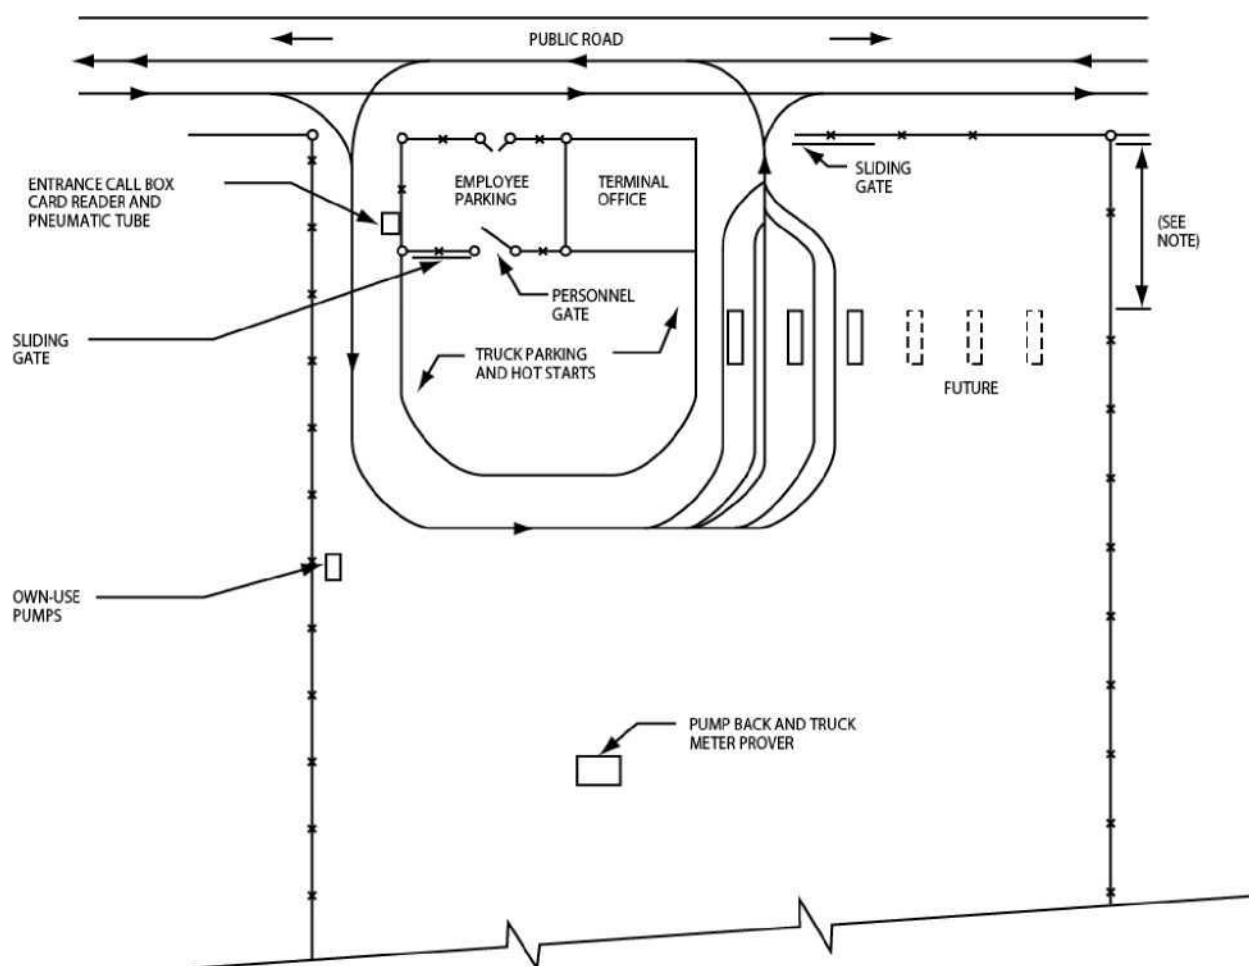 PUBLIC ROAD
ENTRANCE CALL BOX
CARD READER AND
PNEUMATIC TUBE
EMPLOYEE
PARKING
TERMINAL
OFFICE
SLIDING
GATE
(SEE
NOTE)
PERSONNEL
GATE
SLIDING
GATE
TRUCK PARKING
AND HOT STARTS
FUTURE
OWN-USE
PUMPS
PUMP BACK AND TRUCK
METER PROVER